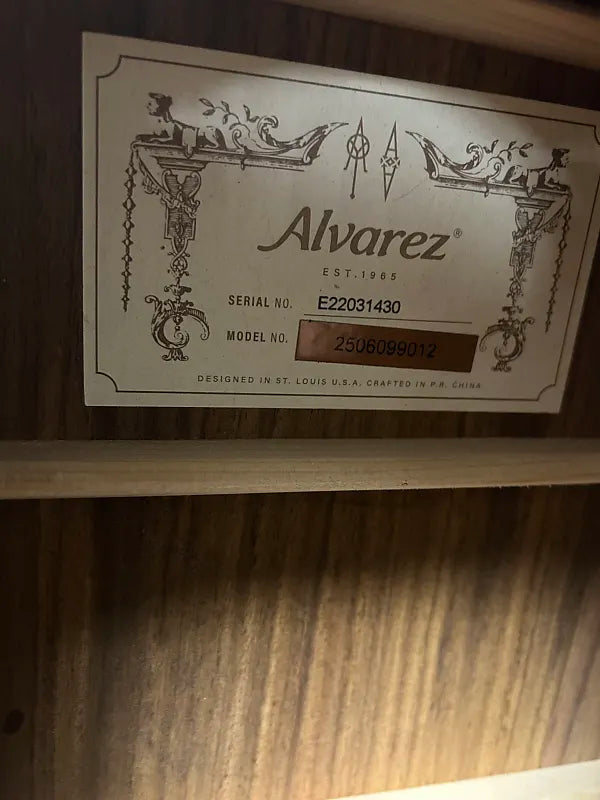 Alvarez®
EST.1965
SERIAL NO. E22031430
MODEL NO. 2506099012
DESIGNED IN ST. LOUIS U.S.A, CRAFTED IN P.R. CHINA